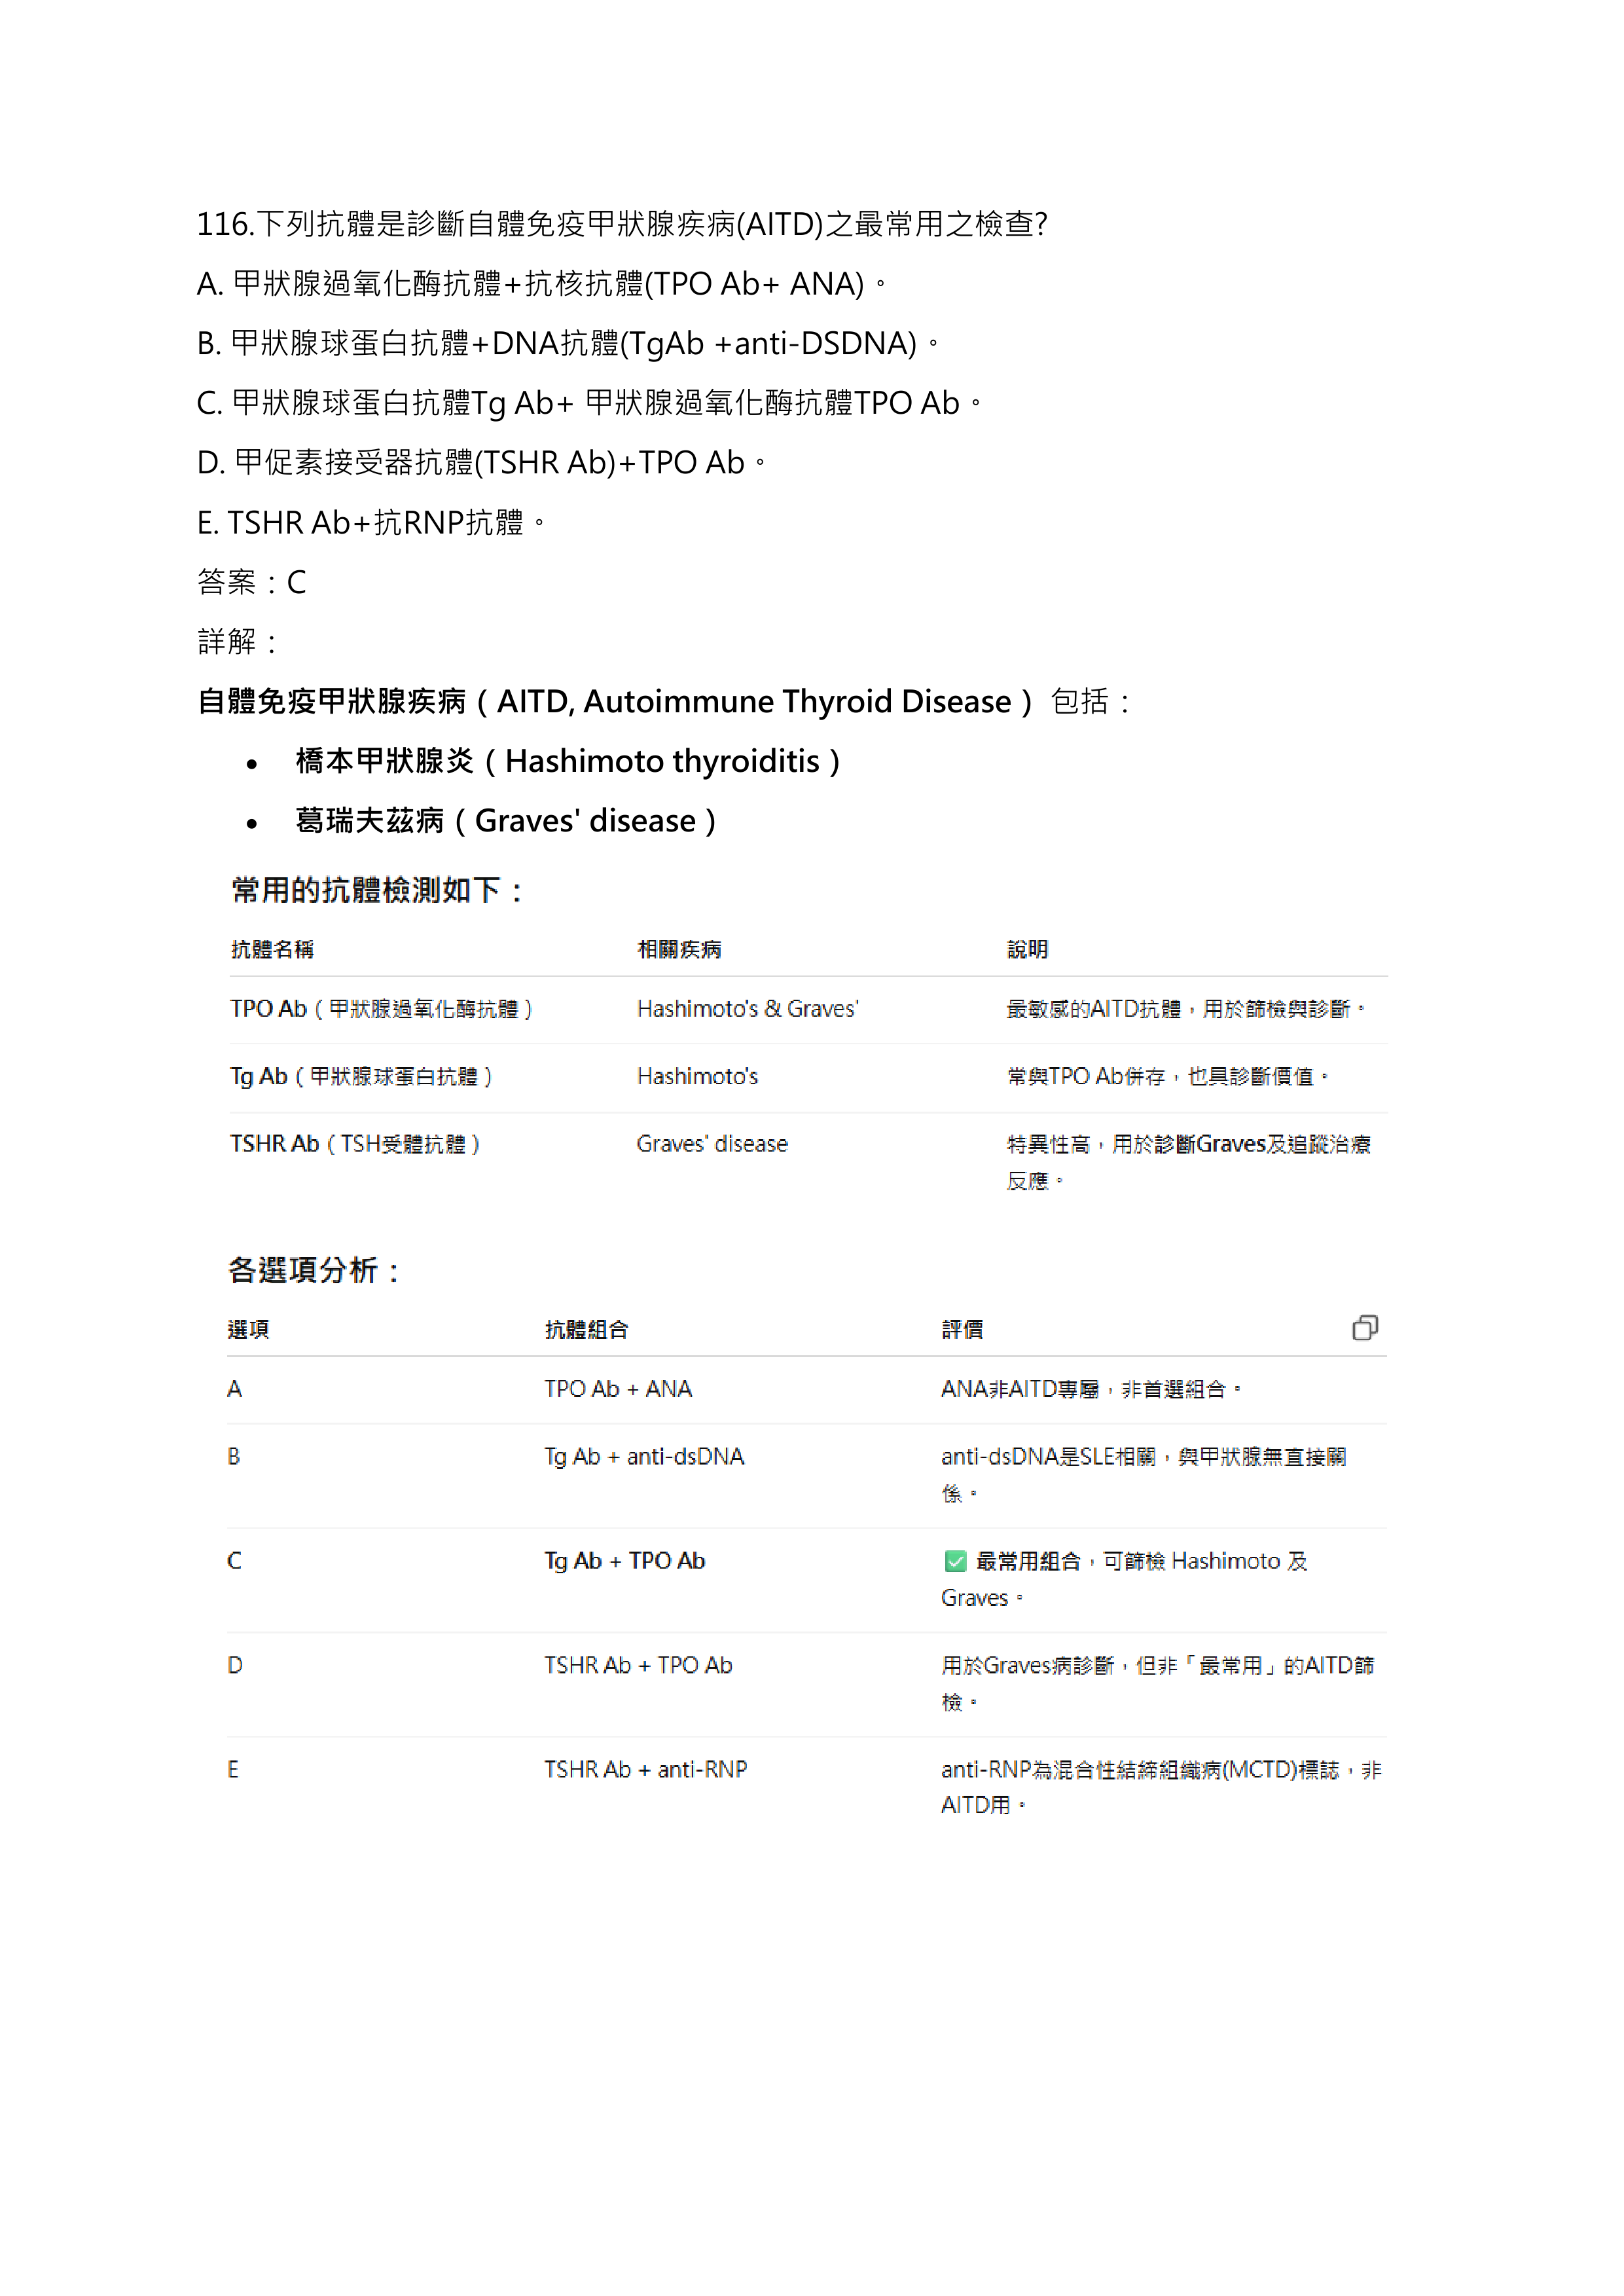 116.下列抗體是診斷自體免疫甲狀腺疾病(AITD)之最常用之檢查?
A. 甲狀腺過氧化酶抗體+抗核抗體(TPO Ab+ ANA)。
B. 甲狀腺球蛋白抗體+DNA抗體(TgAb +anti-DSDNA)。
C. 甲狀腺球蛋白抗體Tg Ab+ 甲狀腺過氧化酶抗體TPO Ab。
D. 甲促素接受器抗體(TSHR Ab)+TPO Ab。
E. TSHR Ab+抗RNP抗體。
答案：C
詳解：
自體免疫甲狀腺疾病（AITD, Autoimmune Thyroid Disease） 包括：
● 橋本甲狀腺炎（Hashimoto thyroiditis）
● 葛瑞夫茲病（Graves' disease）
常用的抗體檢測如下：
抗體名稱 相關疾病 說明
TPO Ab（甲狀腺過氧化酶抗體） Hashimoto's & Graves' 最敏感的AITD抗體，用於篩檢與診斷。
Tg Ab（甲狀腺球蛋白抗體） Hashimoto's 常與TPO Ab併存，也具診斷價值。
TSHR Ab（TSH受體抗體） Graves' disease 特異性高，用於診斷Graves及追蹤治療
反應。
各選項分析：
選項 抗體組合 評價
A TPO Ab + ANA ANA非AITD專屬，非首選組合。
B Tg Ab + anti-dsDNA anti-dsDNA是SLE相關，與甲狀腺無直接關
係。
C Tg Ab + TPO Ab ✅ 最常用組合，可篩檢 Hashimoto 及
Graves。
D TSHR Ab + TPO Ab 用於Graves病診斷，但非「最常用」的AITD篩
檢。
E TSHR Ab + anti-RNP anti-RNP為混合性結締組織病(MCTD)標誌，非
AITD用。